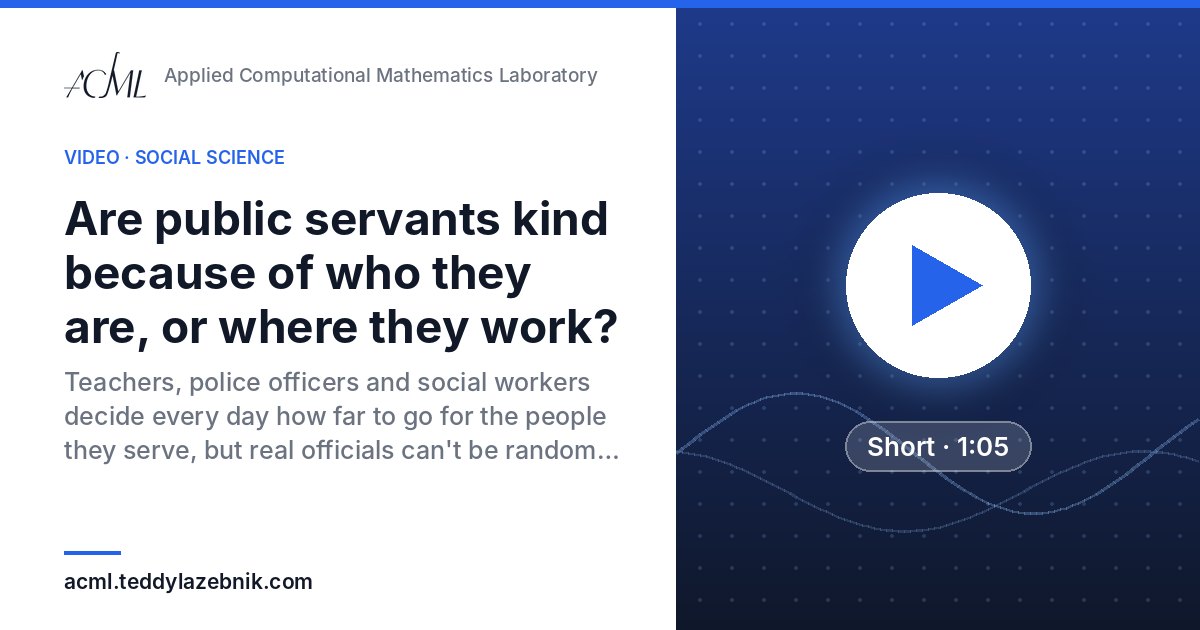 ACML Applied Computational Mathematics Laboratory
VIDEO · SOCIAL SCIENCE
Are public servants kind
because of who they
are, or where they work?
Teachers, police officers and social workers
decide every day how far to go for the people
they serve, but real officials can't be random…
Short · 1:05
acml.teddylazebnik.com